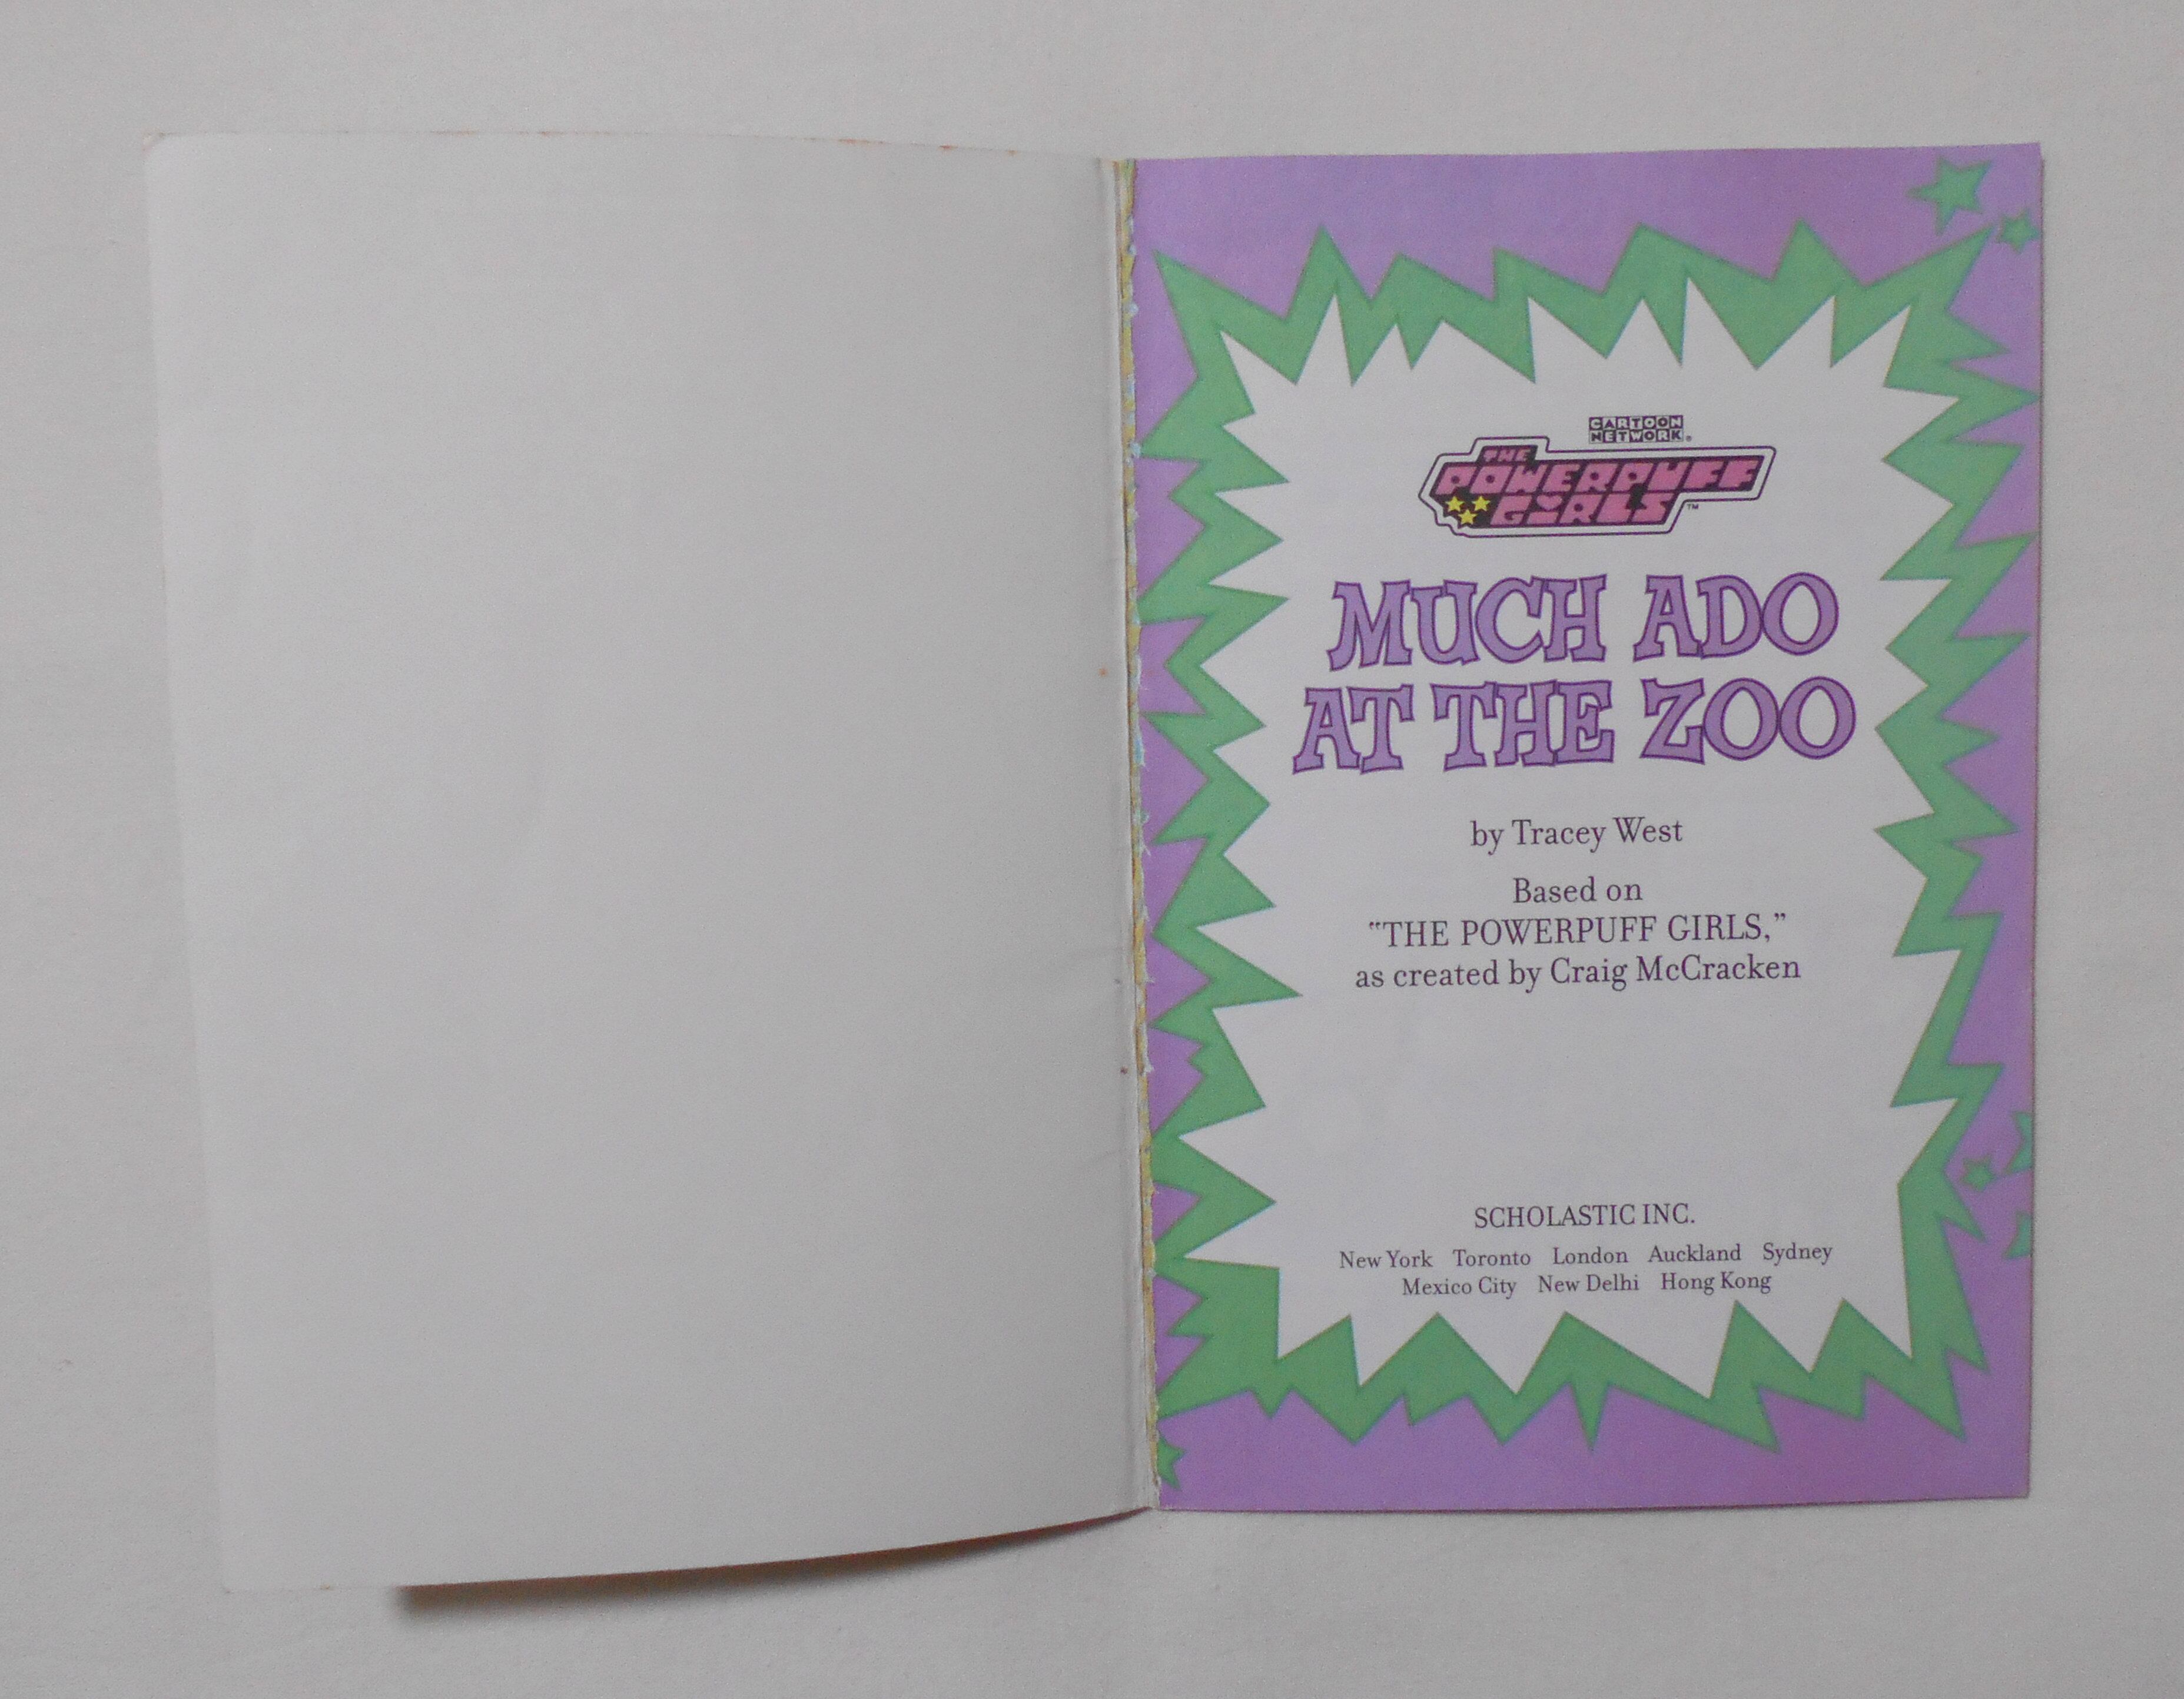 CARTOON
NETWORK®
THE
POWERPUFF
GIRLS™
MUCH ADO
AT THE ZOO
by Tracey West
Based on
“THE POWERPUFF GIRLS,”
as created by Craig McCracken
SCHOLASTIC INC.
New York Toronto London Auckland Sydney
Mexico City New Delhi Hong Kong